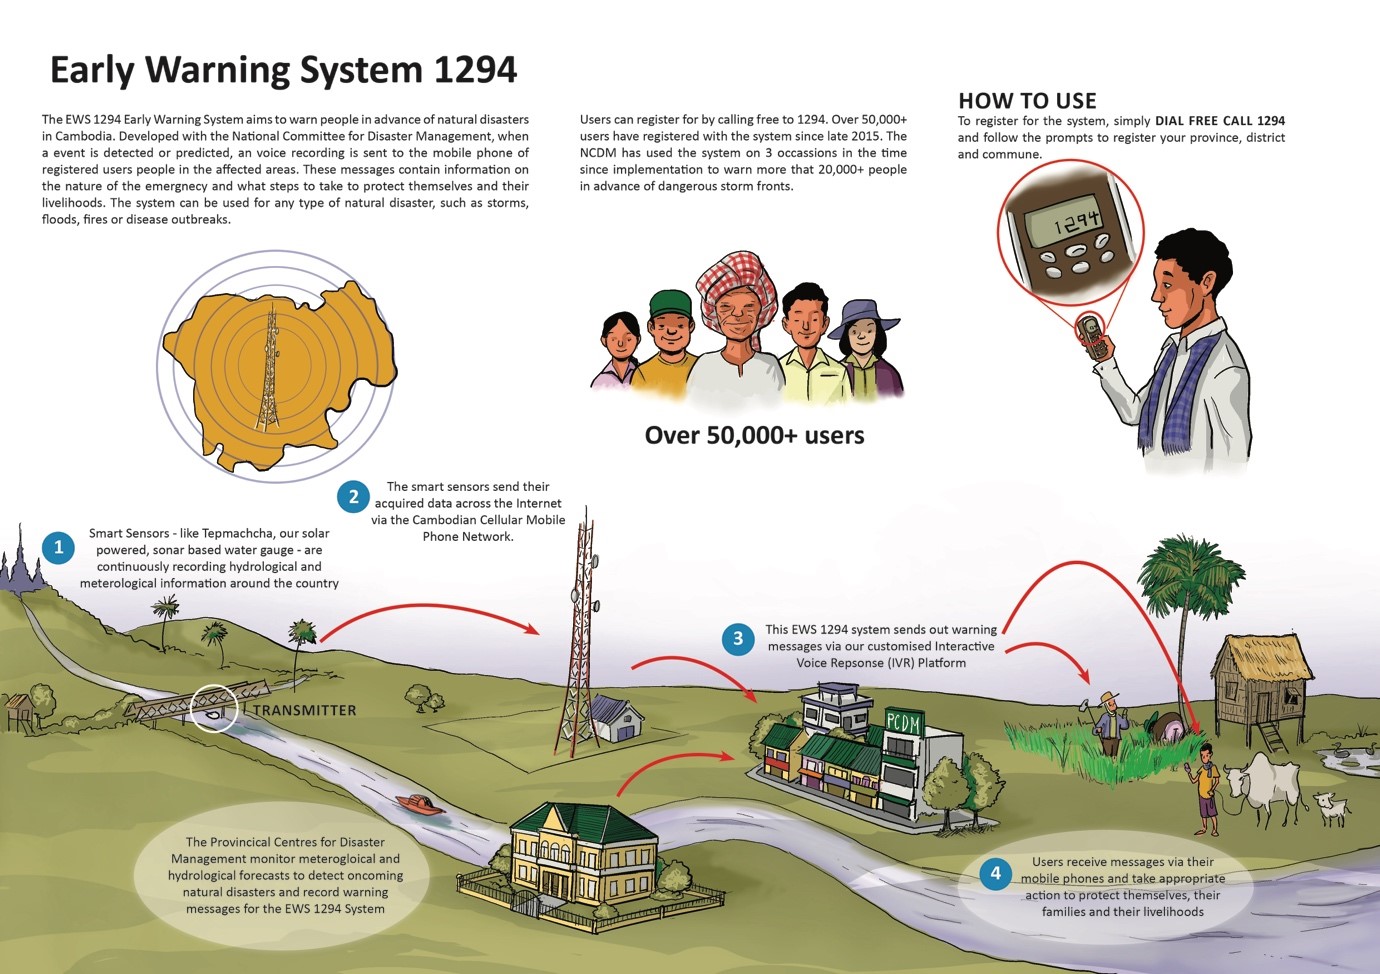 Early Warning System 1294
The EWS 1294 Early Warning System aims to warn people in advance of natural disasters
in Cambodia. Developed with the National Committee for Disaster Management, when
a event is detected or predicted, an voice recording is sent to the mobile phone of
registered users people in the affected areas. These messages contain information on
the nature of the emergnecy and what steps to take to protect themselves and their
livelihoods. The system can be used for any type of natural disaster, such as storms,
floods, fires or disease outbreaks.
Users can register for by calling free to 1294. Over 50,000+
users have registered with the system since late 2015. The
NCDM has used the system on 3 occassions in the time
since implementation to warn more that 20,000+ people
in advance of dangerous storm fronts.
HOW TO USE
To register for the system, simply DIAL FREE CALL 1294
and follow the prompts to register your province, district
and commune.
1294
Over 50,000+ users
1
Smart Sensors - like Tepmachcha, our solar
powered, sonar based water gauge - are
continuously recording hydrological and
meterological information around the country
2
The smart sensors send their
acquired data across the Internet
via the Cambodian Cellular Mobile
Phone Network.
TRANSMITTER
3
This EWS 1294 system sends out warning
messages via our customised Interactive
Voice Repsonse (IVR) Platform
PCDM
The Provincical Centres for Disaster
Management monitor meterogloical and
hydrological forecasts to detect oncoming
natural disasters and record warning
messages for the EWS 1294 System
4
Users receive messages via their
mobile phones and take appropriate
action to protect themselves, their
families and their livelihoods